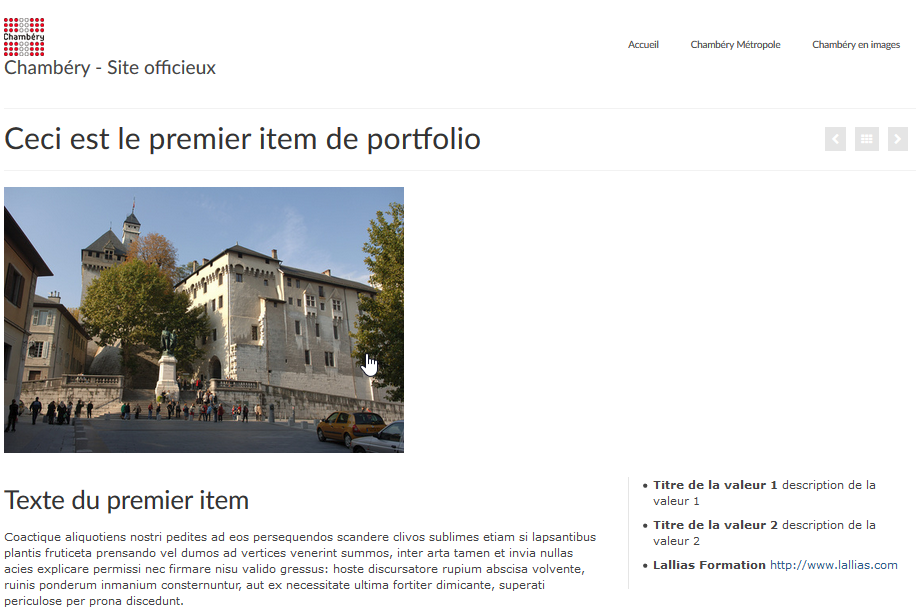 Chambéry
Chambéry - Site officieux
Accueil
Chambéry Métropole
Chambéry en images
Ceci est le premier item de portfolio
Texte du premier item
Coactique aliquotiens nostri pedites ad eos persequendos scandere clivos sublimes etiam si lapsantibus
plantis fruticeta prensando vel dumos ad vertices venerint summos, inter arta tamen et invia nullas
acies explicare permissi nec firmare nisu valido gressus: hoste discursatore rupium abscisa volvente,
ruinis ponderum inmanium consternuntur, aut ex necessitate ultima fortiter dimicante, superati
periculose per prona discedunt.
• Titre de la valeur 1 description de la
valeur 1
• Titre de la valeur 2 description de la
valeur 2
• Lallias Formation http://www.lallias.com